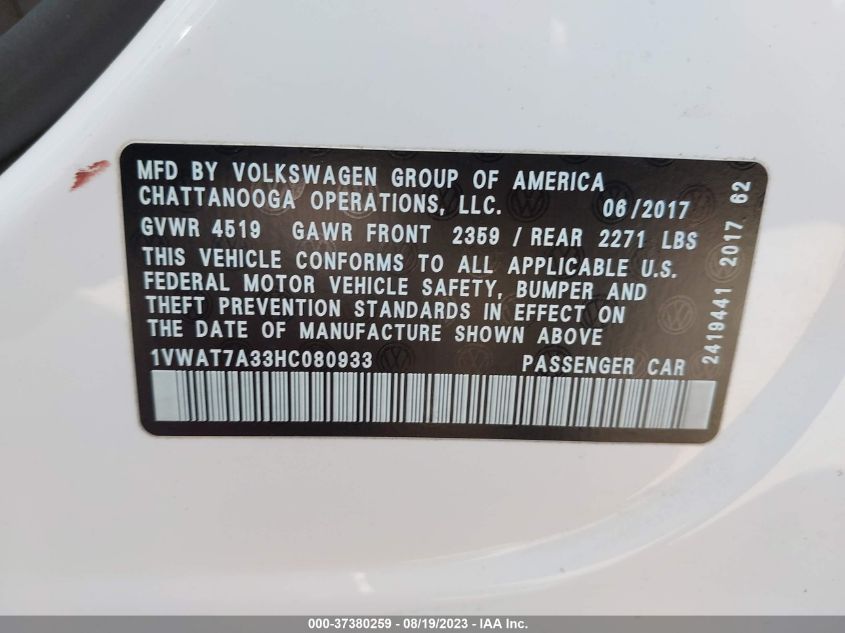 MFD BY VOLKSWAGEN GROUP OF AMERICA
CHATTANOOGA OPERATIONS, LLC. 06/2017
GVWR 4519 GAWR FRONT 2359 / REAR 2271 LBS
THIS VEHICLE CONFORMS TO ALL APPLICABLE U.S.
FEDERAL MOTOR VEHICLE SAFETY, BUMPER AND
THEFT PREVENTION STANDARDS IN EFFECT ON
THE DATE OF MANUFACTURE SHOWN ABOVE
1VWAT7A33HC080933 PASSENGER CAR
2419441 2017 62
000-37380259 - 08/19/2023 - Copyright IAA, Inc.